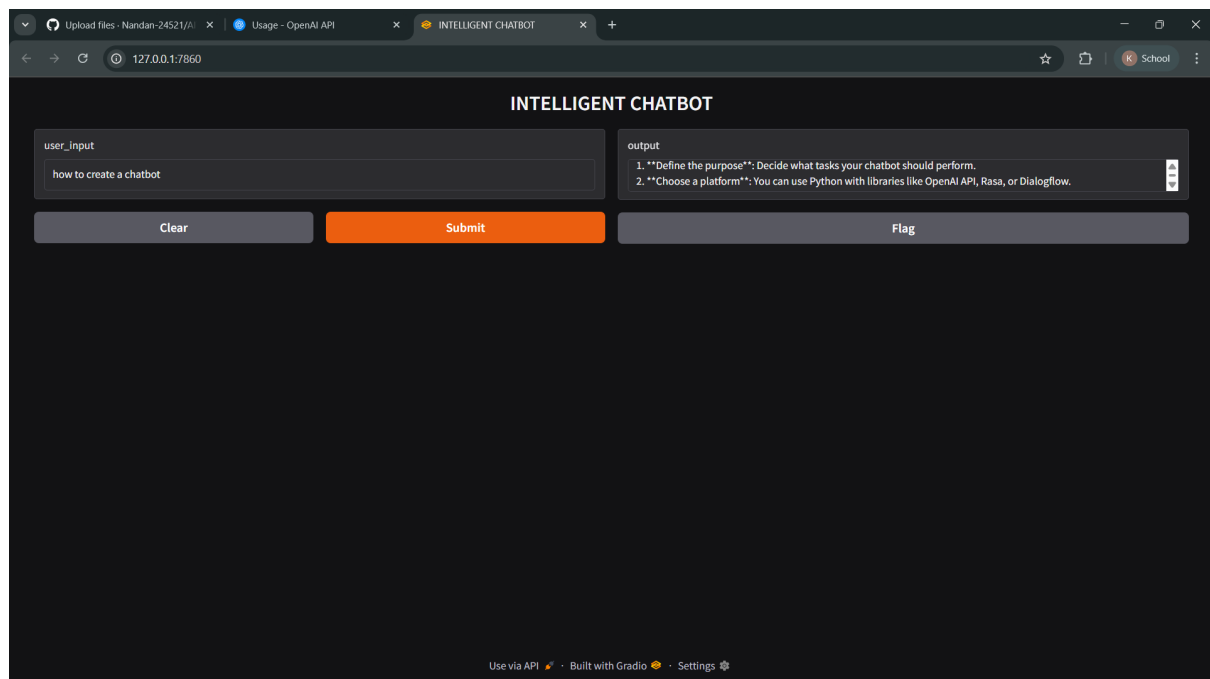 Upload files · Nandan-24521/AI
Usage - OpenAI API
INTELLIGENT CHATBOT
127.0.0.1:7860
K School
INTELLIGENT CHATBOT
user_input
how to create a chatbot
output
1. **Define the purpose**: Decide what tasks your chatbot should perform.
2. **Choose a platform**: You can use Python with libraries like OpenAI API, Rasa, or Dialogflow.
Clear
Submit
Flag
Use via API · Built with Gradio · Settings